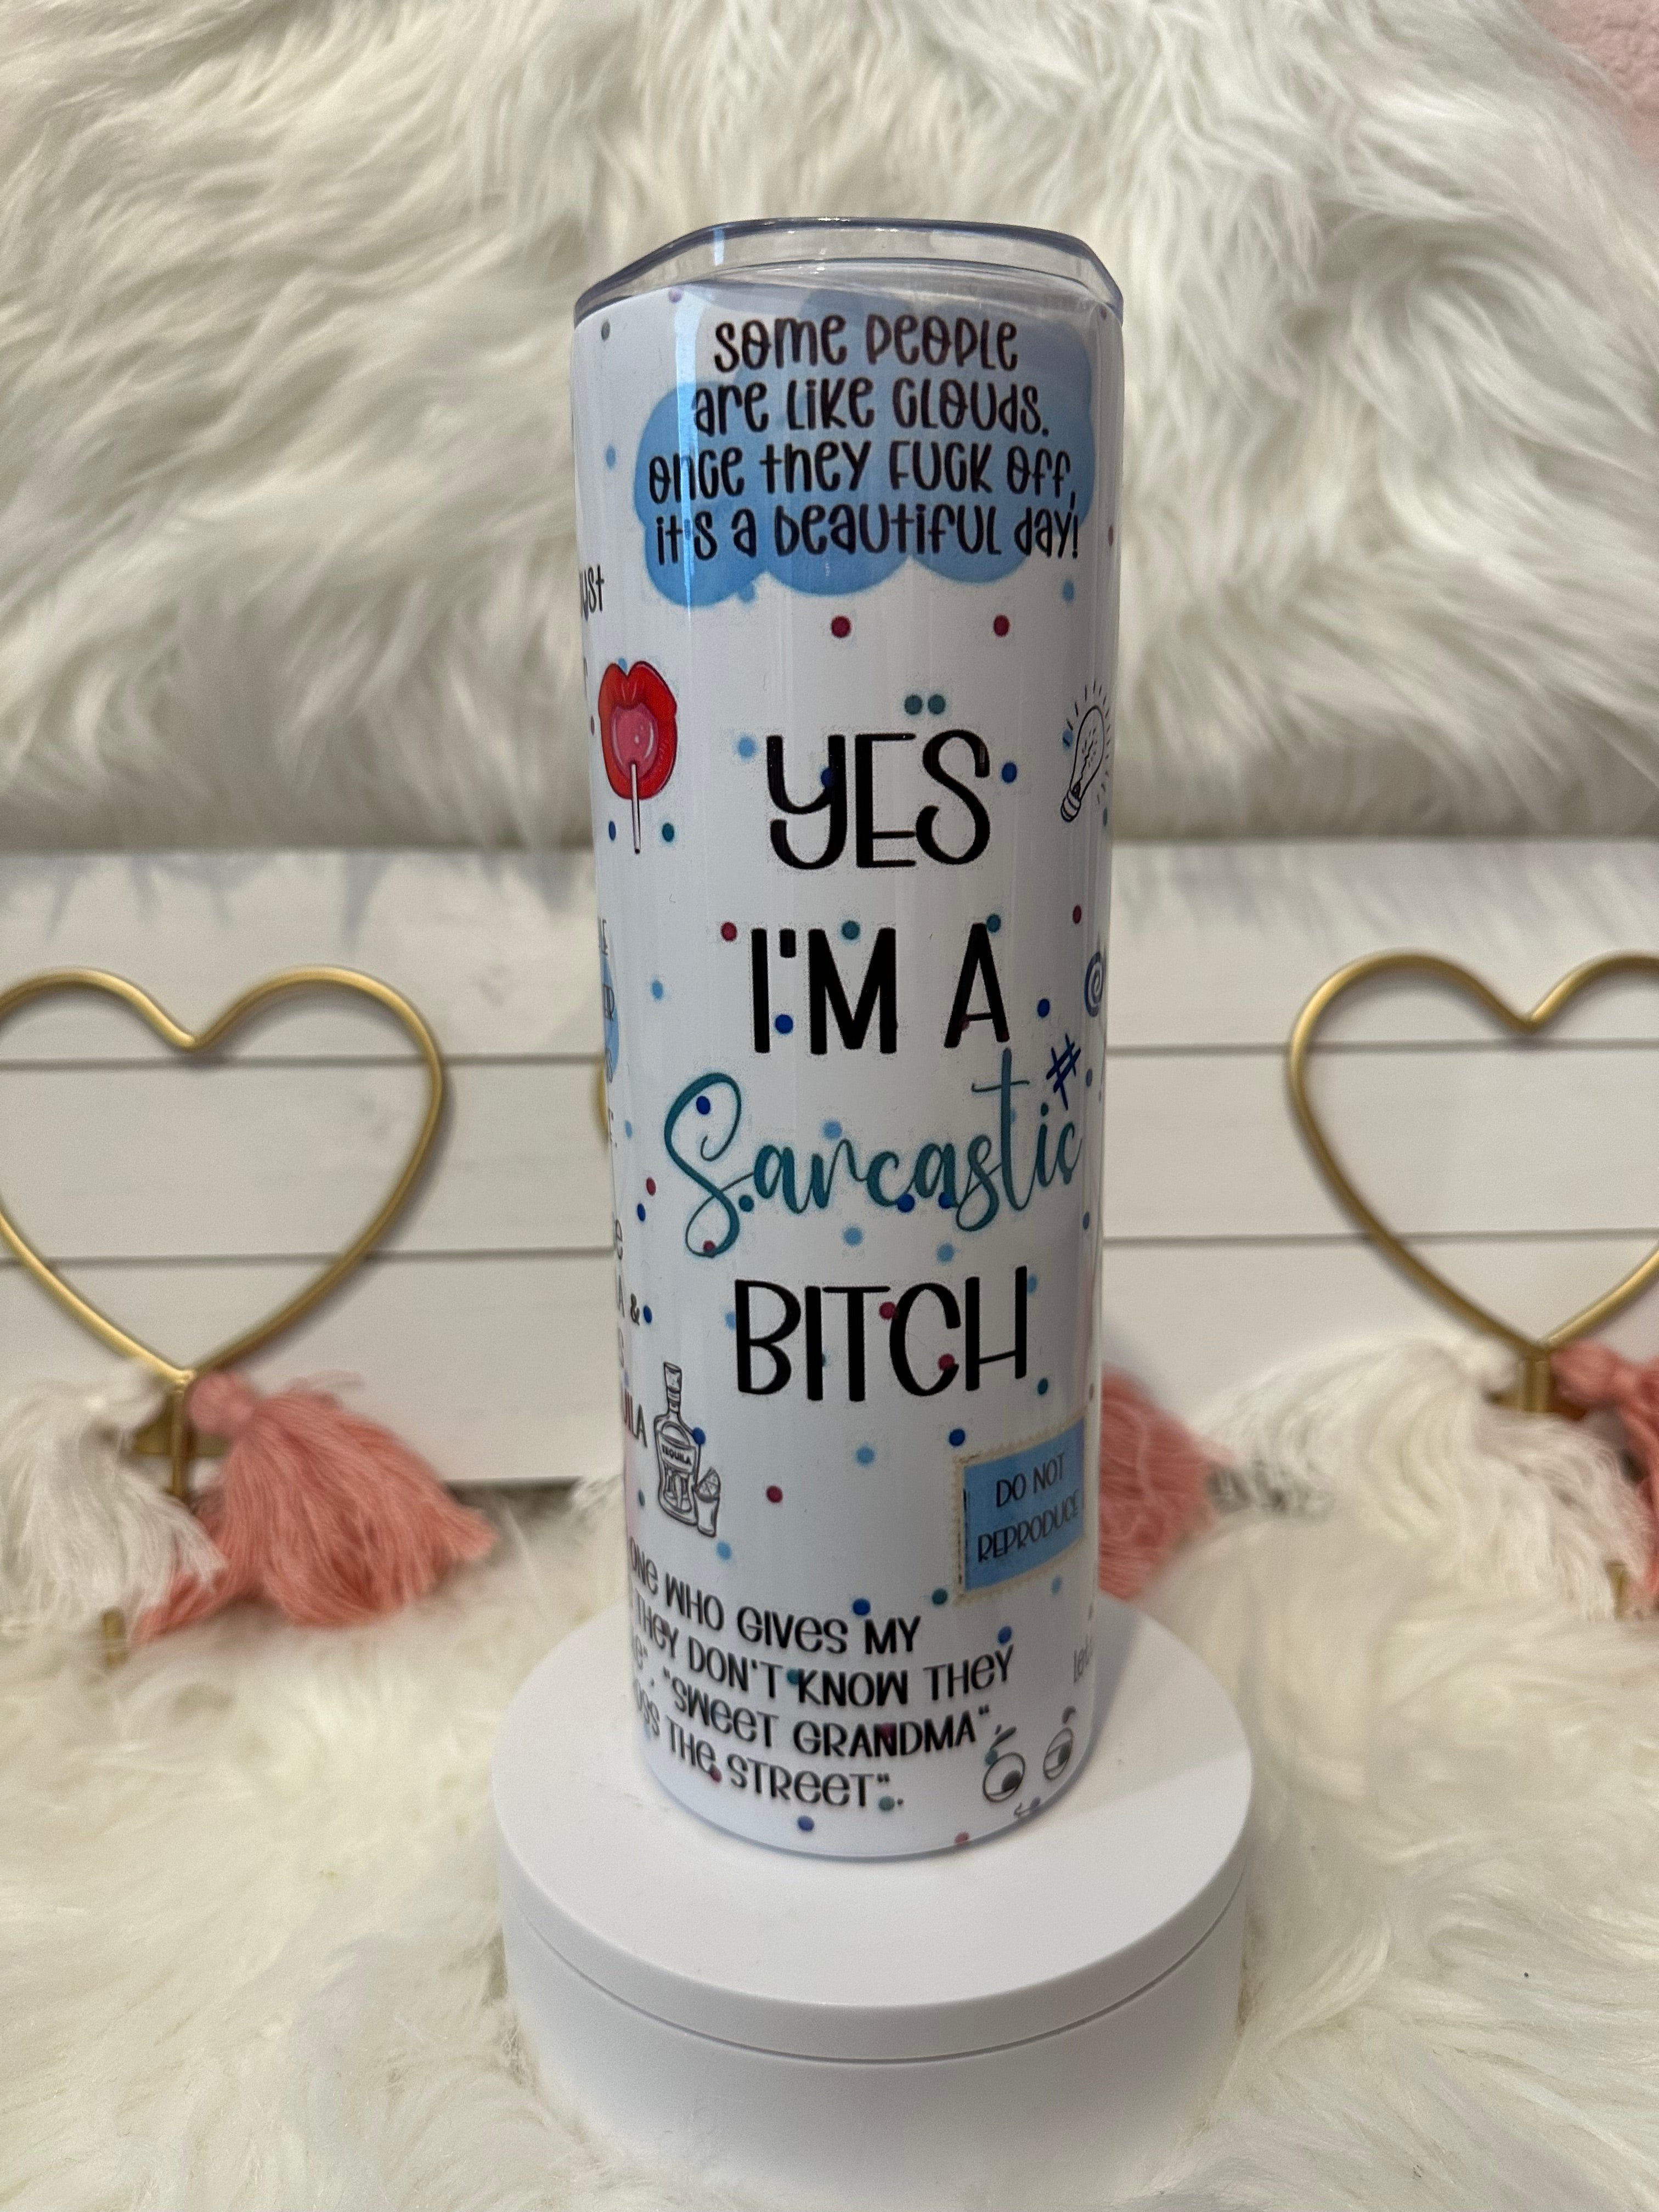 some people
are like clouds.
once they fuck off,
it's a beautiful day!
YES
I'M A
Sarcastic
#
BITCH
&
TEQUILA
DO NOT
REPRODUCE
WHO GIVES MY
THEY DON'T KNOW THEY
"SWEET GRANDMA"
THE STREET".